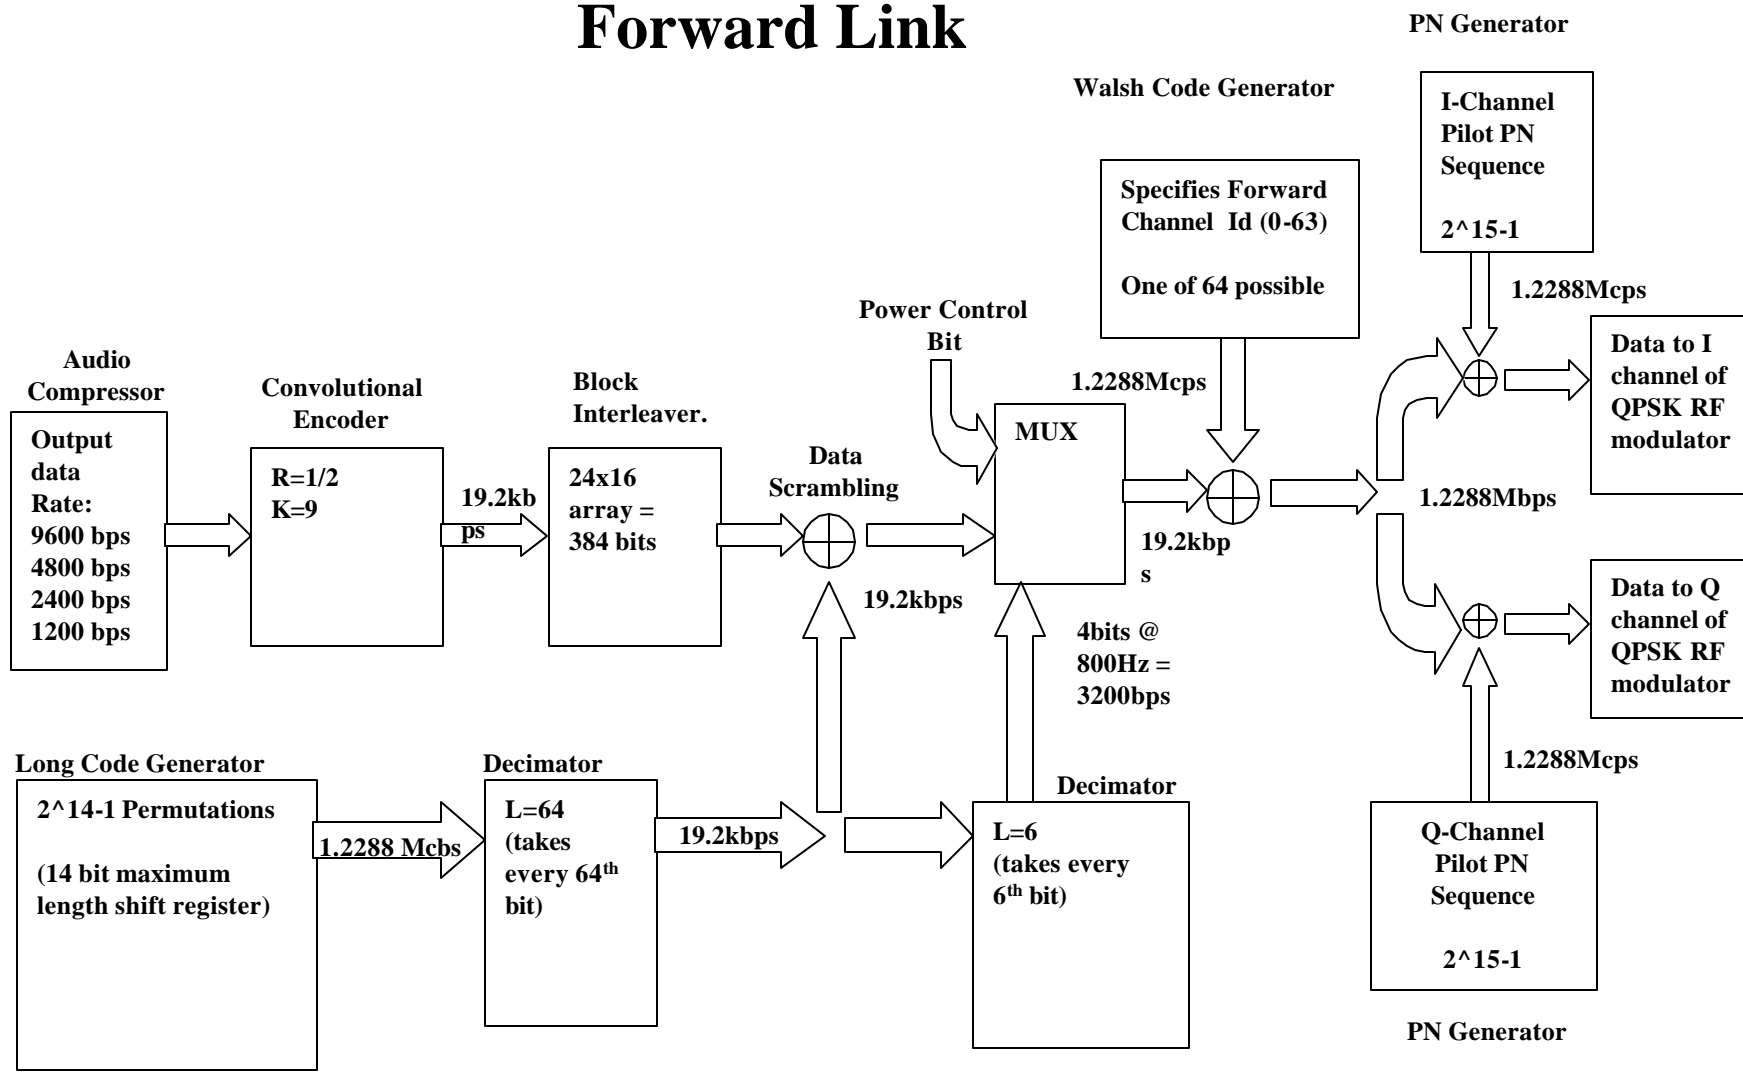 Forward Link
PN Generator
Walsh Code Generator
I-Channel
Pilot PN
Sequence
2^15-1
1.2288Mcps
Specifies Forward
Channel Id (0-63)
One of 64 possible
Power Control
Bit
1.2288Mcps
Data to I
channel of
QPSK RF
modulator
Audio
Compressor
Output
data
Rate:
9600 bps
4800 bps
2400 bps
1200 bps
Convolutional
Encoder
R=1/2
K=9
19.2kb
ps
Block
Interleaver.
24x16
array =
384 bits
Data
Scrambling
19.2kbps
MUX
19.2kbp
s
1.2288Mbps
4bits @
800Hz =
3200bps
Data to Q
channel of
QPSK RF
modulator
1.2288Mcps
Long Code Generator
2^14-1 Permutations
(14 bit maximum
length shift register)
1.2288 Mcbs
Decimator
L=64
(takes
every 64th
bit)
19.2kbps
Decimator
L=6
(takes every
6th bit)
Q-Channel
Pilot PN
Sequence
2^15-1
PN Generator